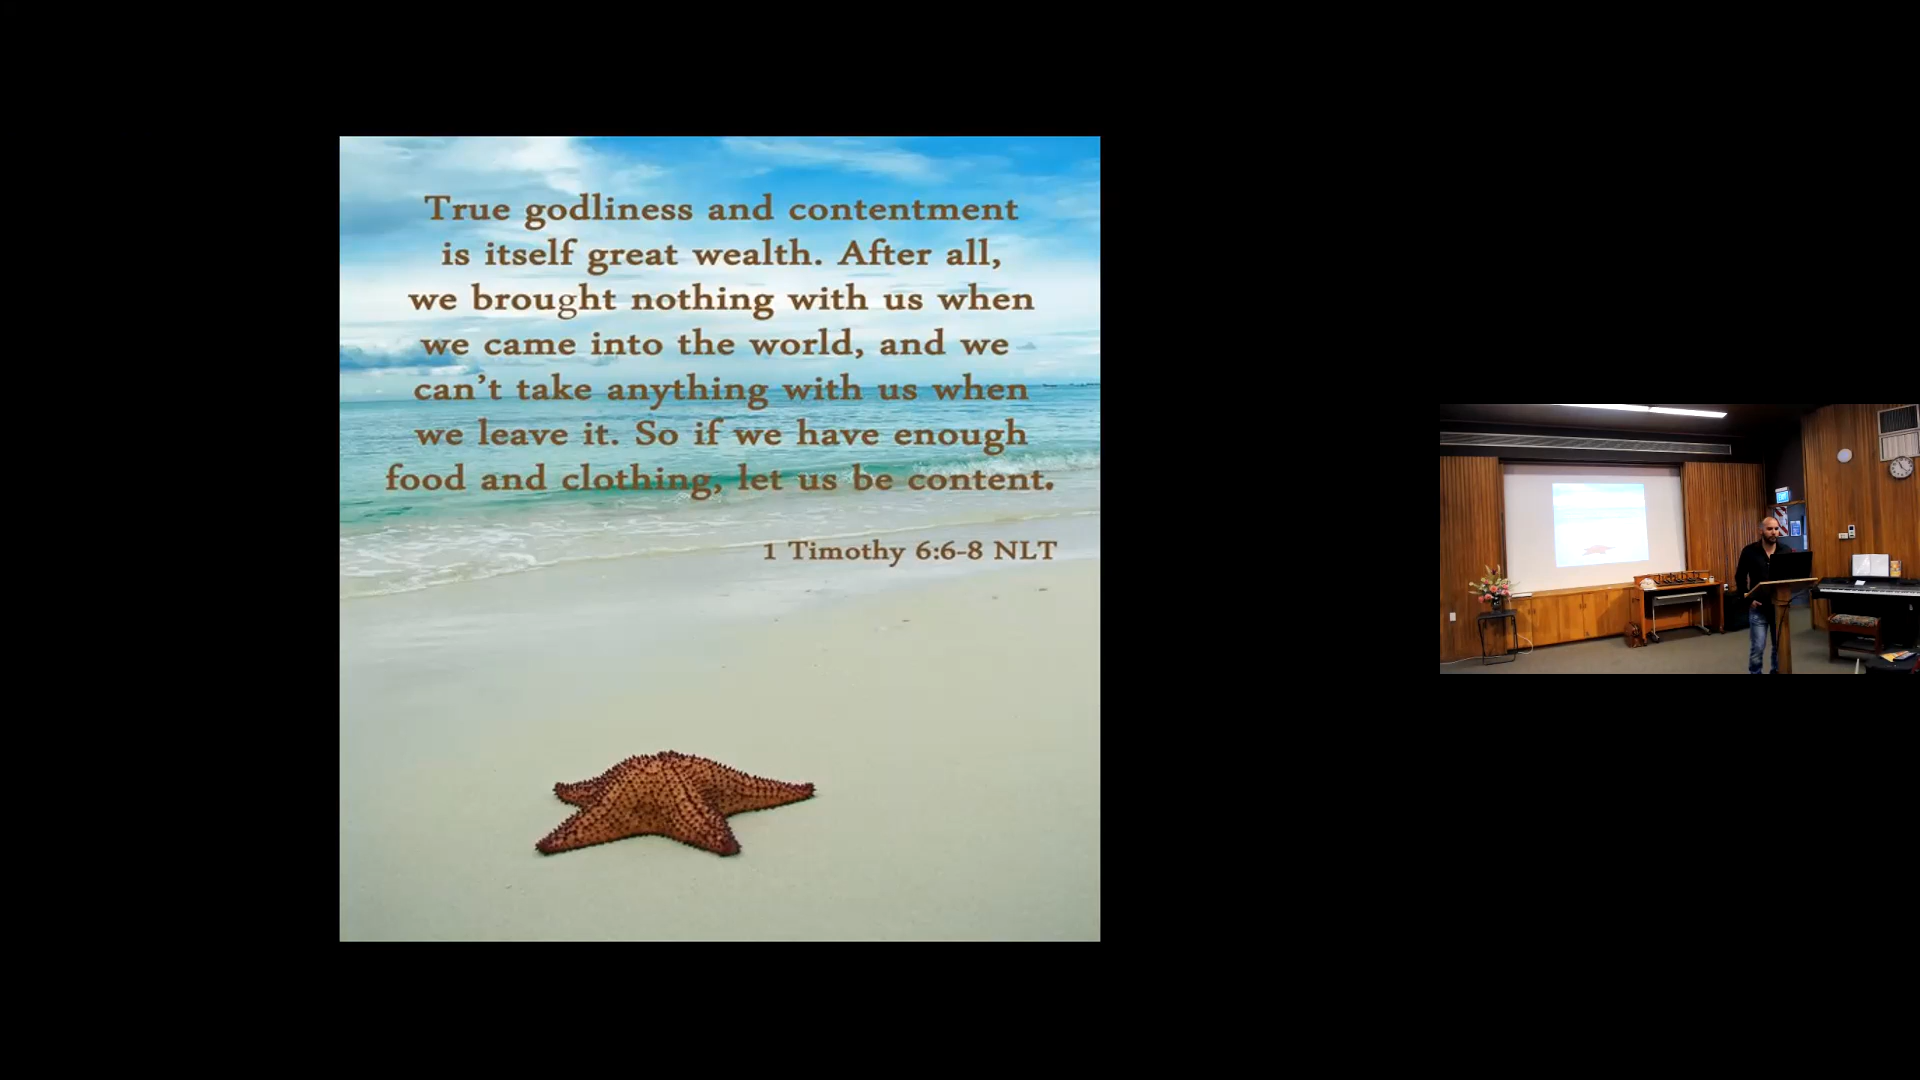 True godliness and contentment
is itself great wealth. After all,
we brought nothing with us when
we came into the world, and we
can't take anything with us when
we leave it. So if we have enough
food and clothing, let us be content.
1 Timothy 6:6-8 NLT